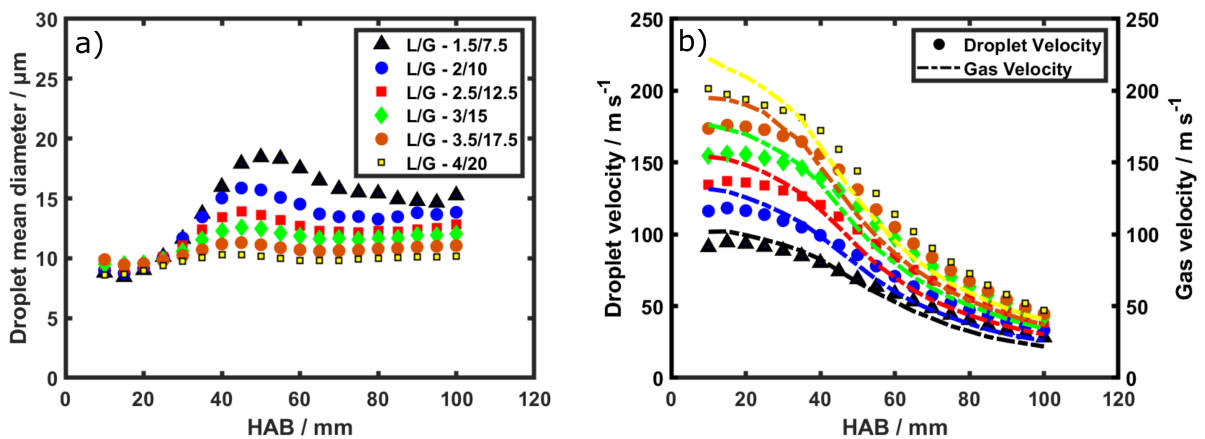 a)
30
25
20
15
10
5
0
Droplet mean diameter / μm
0 20 40 60 80 100 120
HAB / mm
L/G - 1.5/7.5
L/G - 2/10
L/G - 2.5/12.5
L/G - 3/15
L/G - 3.5/17.5
L/G - 4/20
b)
250
200
150
100
50
0
Droplet velocity / m s-1
0 20 40 60 80 100 120
HAB / mm
Droplet Velocity
Gas Velocity
250
200
150
100
50
0
Gas velocity / m s-1